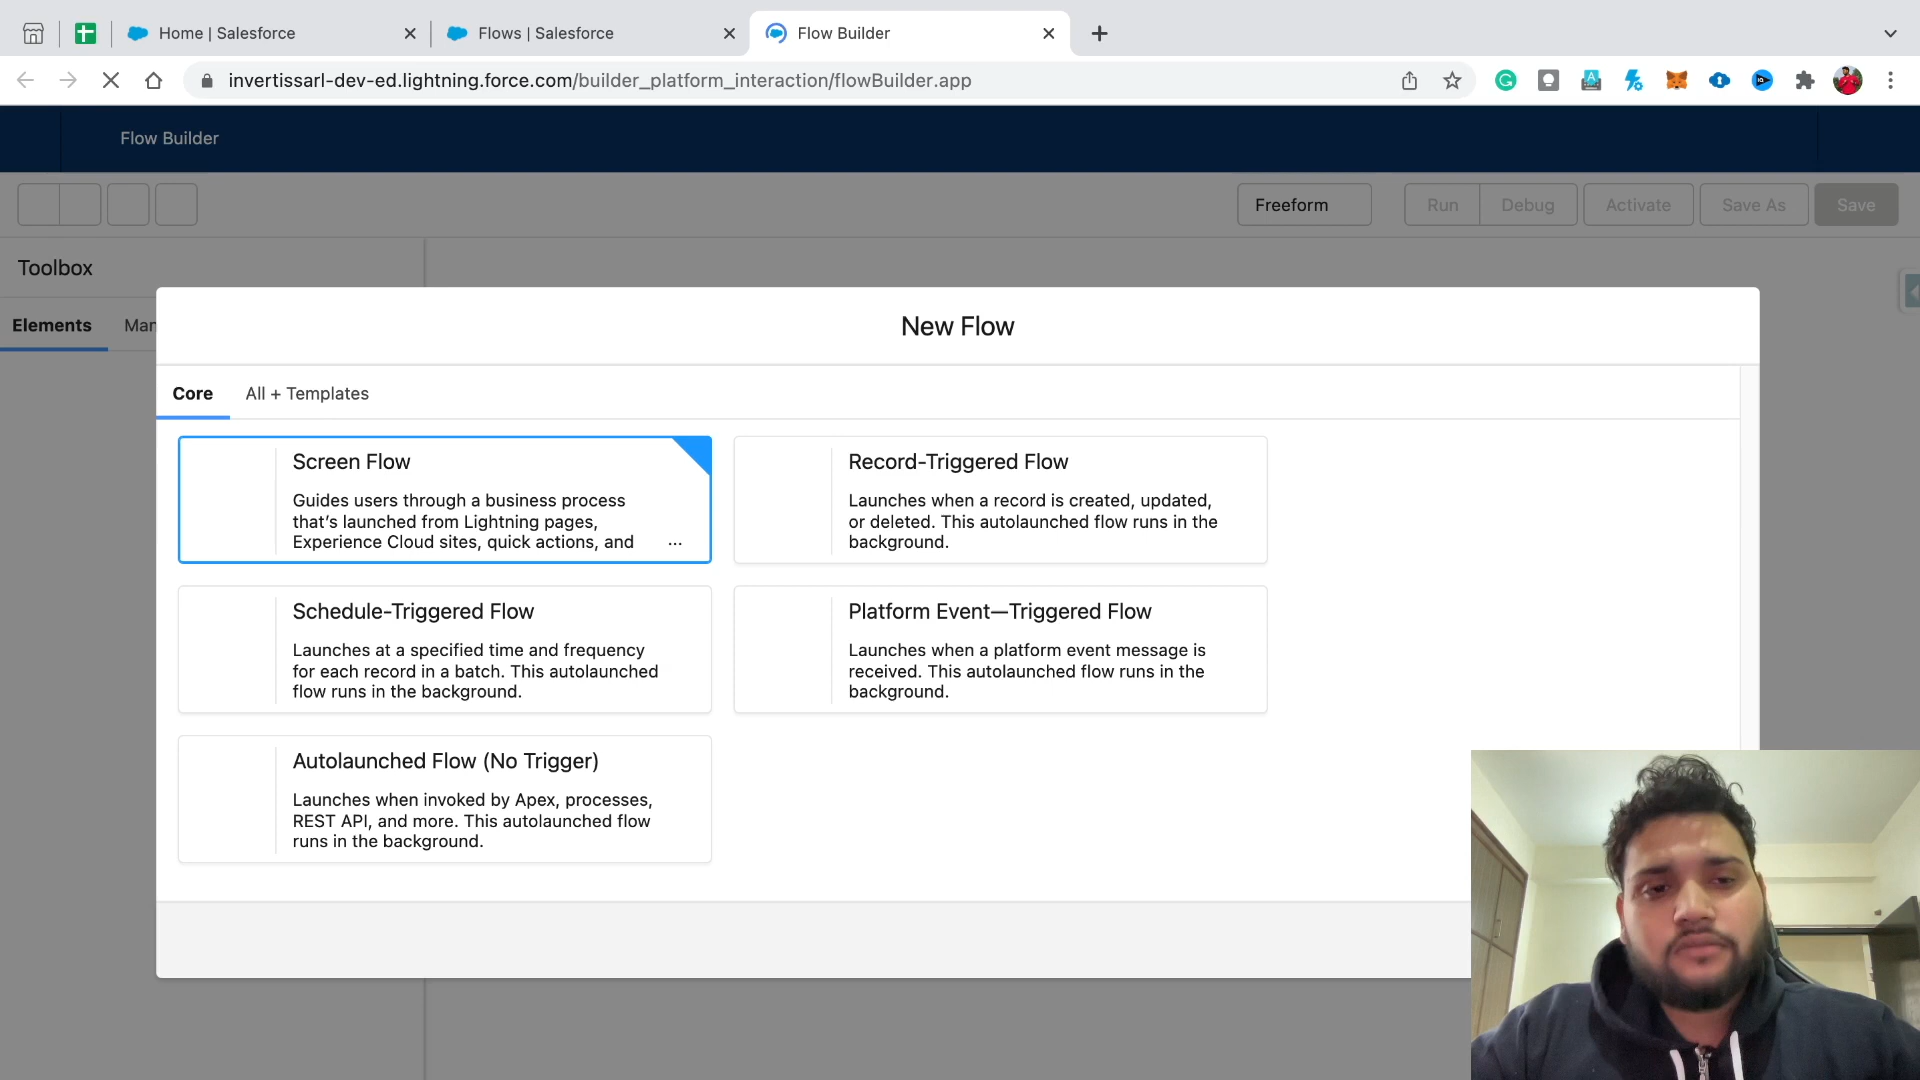 Home | Salesforce
Flows | Salesforce
Flow Builder
invertissarl-dev-ed.lightning.force.com/builder_platform_interaction/flowBuilder.app
Flow Builder
Freeform
Run
Debug
Activate
Save As
Save
Toolbox
Elements
Man
New Flow
Core
All + Templates
Screen Flow
Guides users through a business process
that's launched from Lightning pages,
Experience Cloud sites, quick actions, and ...
Record-Triggered Flow
Launches when a record is created, updated,
or deleted. This autolaunched flow runs in the
background.
Schedule-Triggered Flow
Launches at a specified time and frequency
for each record in a batch. This autolaunched
flow runs in the background.
Platform Event—Triggered Flow
Launches when a platform event message is
received. This autolaunched flow runs in the
background.
Autolaunched Flow (No Trigger)
Launches when invoked by Apex, processes,
REST API, and more. This autolaunched flow
runs in the background.